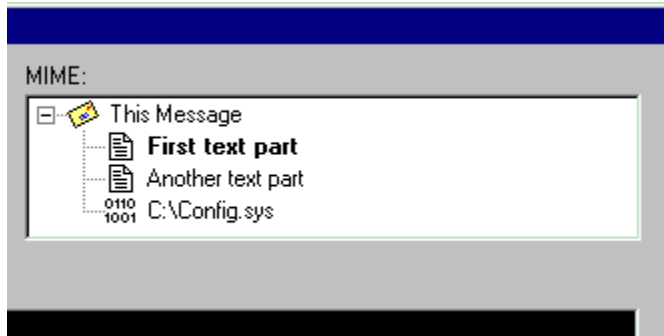 MIME:
This Message
First text part
Another text part
0110
1001 C:\Config.sys